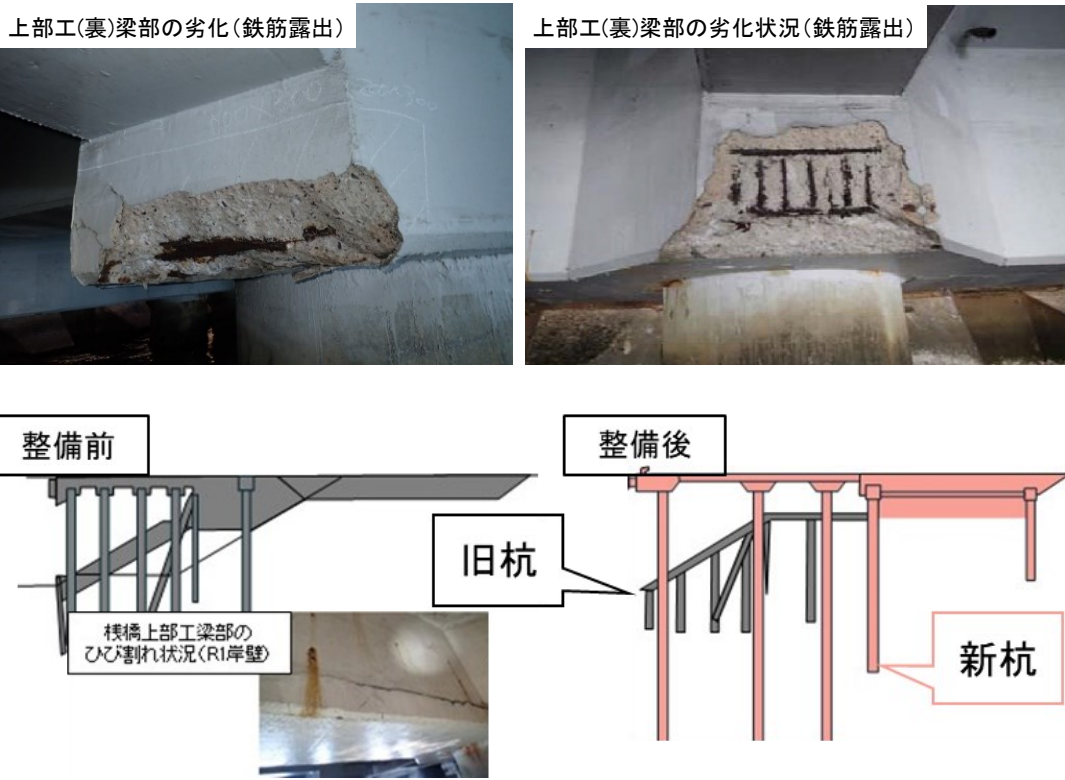 上部工(裏)梁部の劣化(鉄筋露出)
上部工(裏)梁部の劣化状況(鉄筋露出)
整備前
整備後
旧杭
桟橋上部工梁部の
ひび割れ状況(R1岸壁)
新杭